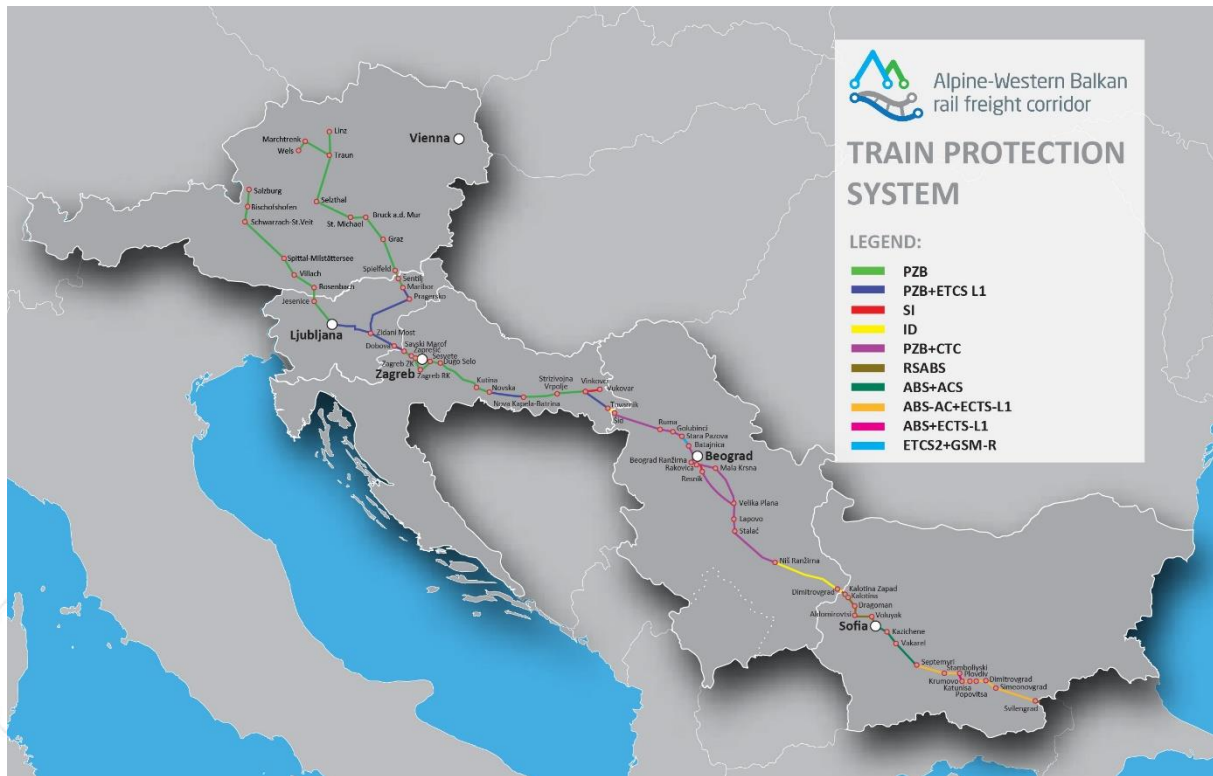 Alpine-Western Balkan
rail freight corridor
TRAIN PROTECTION
SYSTEM
LEGEND:
PZB
PZB+ETCS L1
SI
ID
PZB+CTC
RSABS
ABS+ACS
ABS-AC+ECTS-L1
ABS+ECTS-L1
ETCS2+GSM-R
Linz
Marchtrenk
Wels
Traun
Vienna
Salzburg
Bischofshofen
Schwarrach-St.Veit
Selzthal
St. Michael
Bruck a.d. Mur
Graz
Spittal-Milstättersee
Villach
Rosenbach
Jesenice
Spielfeld
Sentilj
Maribor
Pragersko
Ljubljana
Zidani Most
Dobova
Savski Marof
Zaprešić
Sesvete
Dugo Selo
Zagreb ZK
Zagreb
Zagreb RK
Kutina
Novska
Nova Kapela-Batrina
Strizivojna
Vrpolje
Vinkovci
Vukovar
Tovarnik
Šid
Ruma
Golubinci
Stara Pazova
Batajnica
Beograd
Beograd Ranžirna
Rakovica
Resnik
Mala Krsna
Velika Plana
Lapovo
Stalać
Niš Ranžirna
Dimitrovgrad
Kalotina Zapad
Kalotina
Dragoman
Aldomirovtsi
Voluyak
Sofia
Kazichene
Vakarel
Septemvri
Stamboliyski
Plovdiv
Krumovo
Katunisa
Popovitsa
Dimitrovgrad
Simeonovgrad
Svilengrad